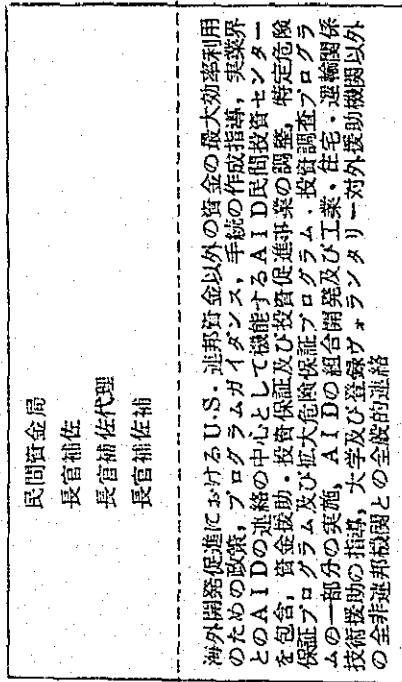 民間資金局
長官補佐
長官補佐代理
長官補佐補
海外開発促進におけるU.S.連邦資金以外の資金の最大効率利用
のための政策,プログラムガイダンス,手続の作成指導,実業界
とのAIDの連絡の中心として機能するAID民間投資センター
を包含,資金援助・投資保証及び投資促進事業の調整,特定危険
保証プログラム及び拡大危険保証プログラム.投資調査プログラ
ムの一部分の実施,AIDの組合開発及び工業・住宅・運輸関係
技術援助の指導,大学及び登録ヴォランタリー対外援助機関以外
の全非連邦機関との全般的連絡